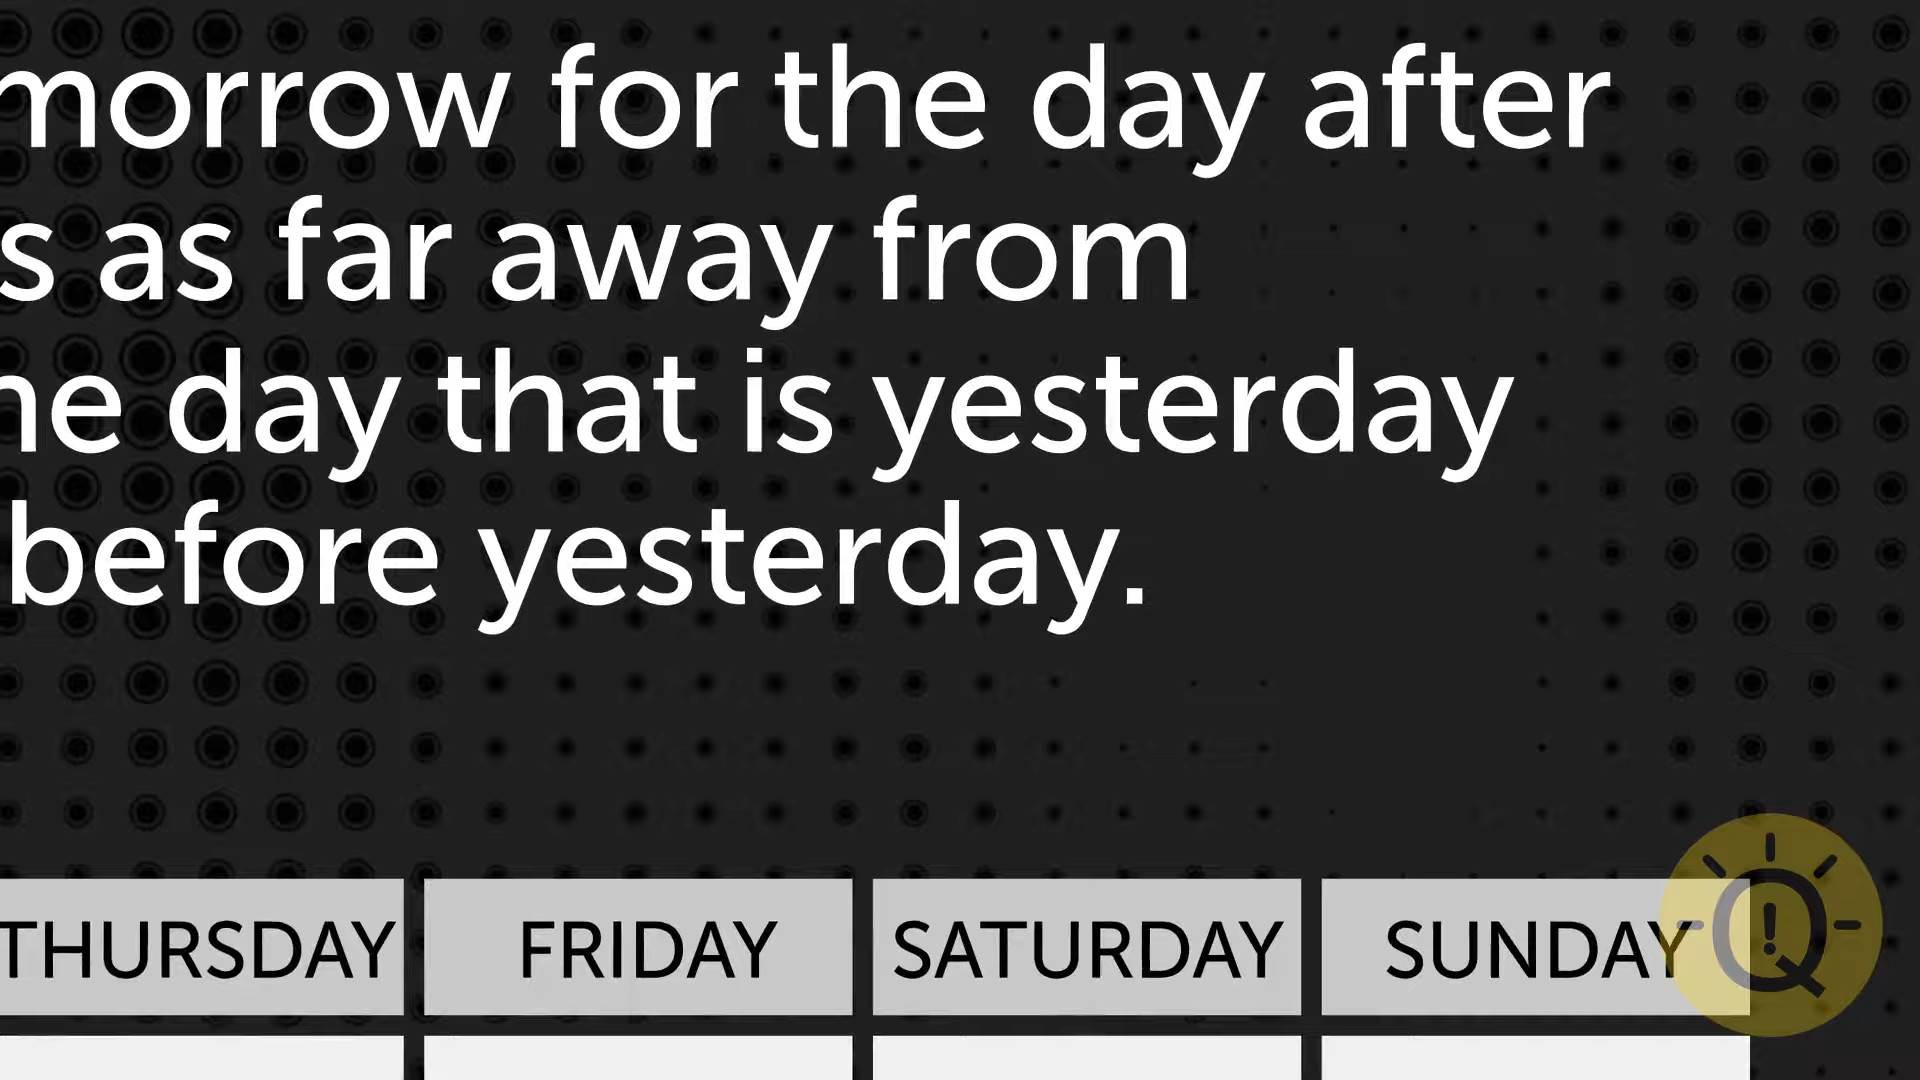 morrow for the day after
s as far away from
he day that is yesterday
before yesterday.
THURSDAY FRIDAY SATURDAY SUNDAY